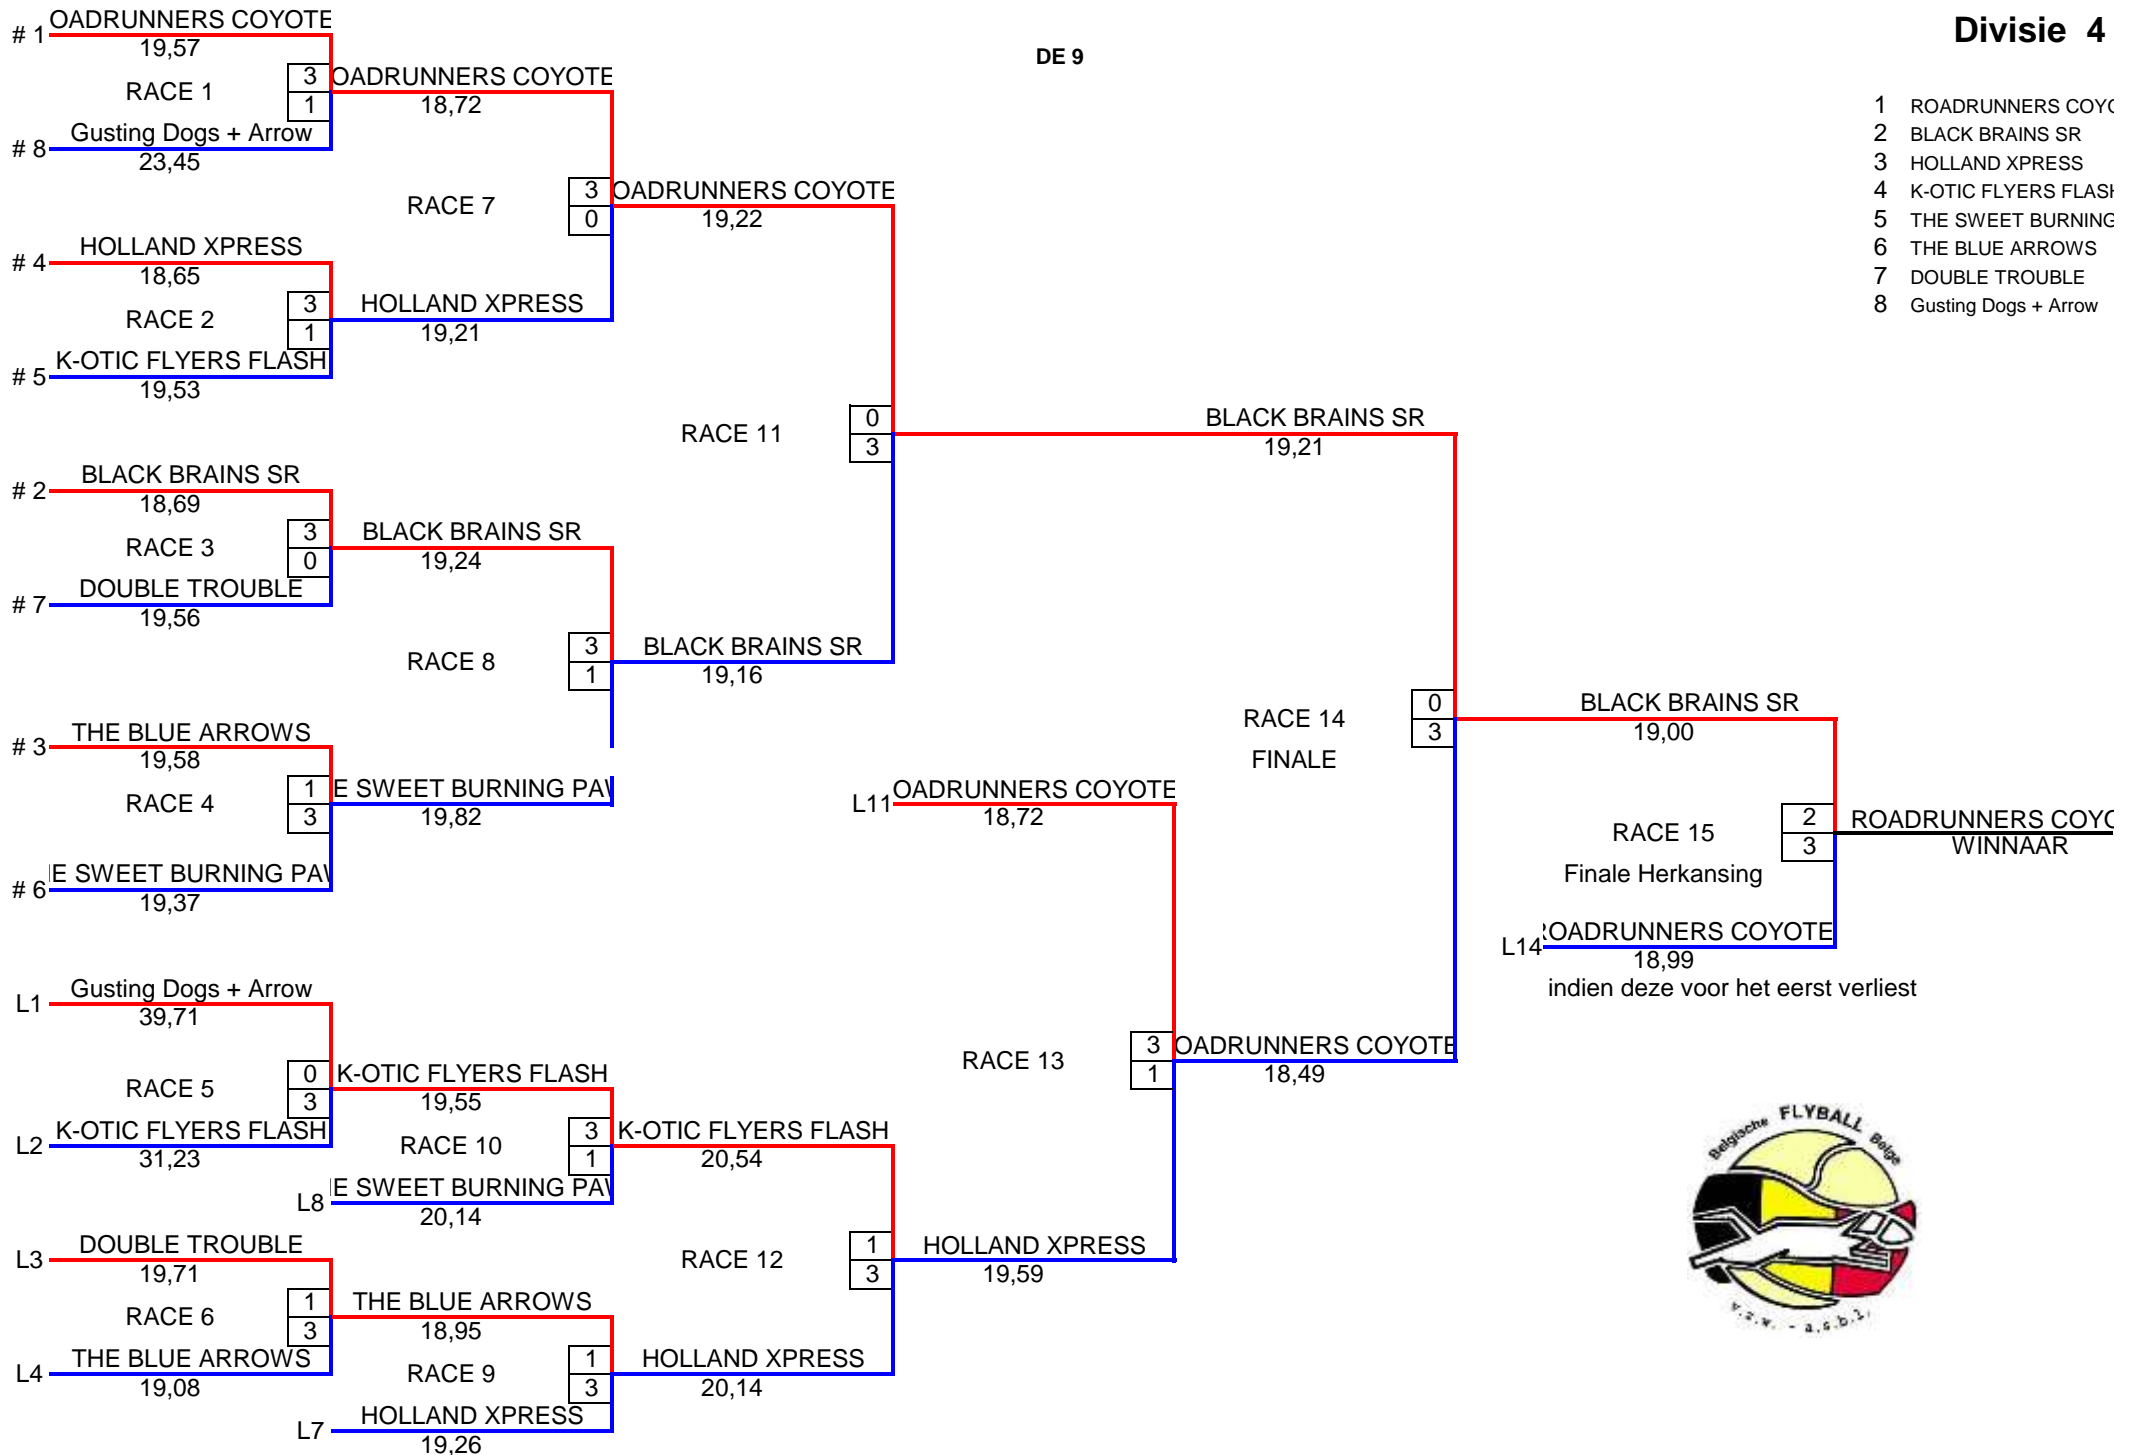 Divisie 4
DE 9
1 ROADRUNNERS COYO
2 BLACK BRAINS SR
3 HOLLAND XPRESS
4 K-OTIC FLYERS FLASH
5 THE SWEET BURNING
6 THE BLUE ARROWS
7 DOUBLE TROUBLE
8 Gusting Dogs + Arrow
# 1 OADRUNNERS COYOTE
19,57
RACE 1
3
1
# 8 Gusting Dogs + Arrow
23,45
OADRUNNERS COYOTE
18,72
RACE 7
3
0
# 4 HOLLAND XPRESS
18,65
RACE 2
3
1
# 5 K-OTIC FLYERS FLASH
19,53
HOLLAND XPRESS
19,21
OADRUNNERS COYOTE
19,22
RACE 11
0
3
# 2 BLACK BRAINS SR
18,69
RACE 3
3
0
# 7 DOUBLE TROUBLE
19,56
BLACK BRAINS SR
19,24
RACE 8
3
1
BLACK BRAINS SR
19,16
# 3 THE BLUE ARROWS
19,58
RACE 4
1
3
# 6 E SWEET BURNING PAW
19,37
E SWEET BURNING PAW
19,82
BLACK BRAINS SR
19,21
RACE 14
FINALE
0
3
BLACK BRAINS SR
19,00
RACE 15
Finale Herkansing
2
3
ROADRUNNERS COYO
WINNAAR
L14 ROADRUNNERS COYOTE
18,99
indien deze voor het eerst verliest
L11 OADRUNNERS COYOTE
18,72
RACE 13
3
1
OADRUNNERS COYOTE
18,49
L1 Gusting Dogs + Arrow
39,71
RACE 5
0
3
L2 K-OTIC FLYERS FLASH
31,23
K-OTIC FLYERS FLASH
19,55
RACE 10
3
1
L8 E SWEET BURNING PAW
20,14
K-OTIC FLYERS FLASH
20,54
RACE 12
1
3
HOLLAND XPRESS
19,59
L3 DOUBLE TROUBLE
19,71
RACE 6
1
3
L4 THE BLUE ARROWS
19,08
THE BLUE ARROWS
18,95
RACE 9
1
3
L7 HOLLAND XPRESS
19,26
HOLLAND XPRESS
20,14
Belgische FLYBALL Belge
v.z.w. - a.s.b.l.